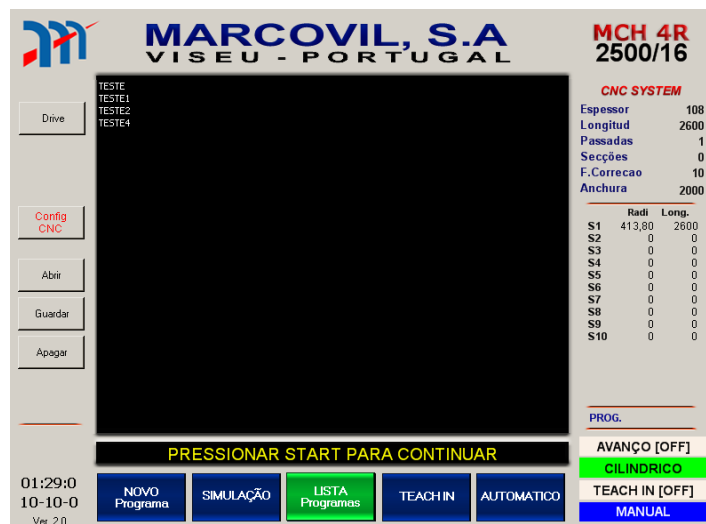 MARCOVIL, S.A
VISEU - PORTUGAL
MCH 4R
2500/16
TESTE
TESTE1
TESTE2
TESTE4
Drive
Config
CNC
Abrir
Guardar
Apagar
CNC SYSTEM
Espessor 108
Longitud 2600
Passadas 1
Secções 0
F.Correcao 10
Anchura 2000
Radi Long.
S1 413,80 2600
S2 0 0
S3 0 0
S4 0 0
S5 0 0
S6 0 0
S7 0 0
S8 0 0
S9 0 0
S10 0 0
PROG.
PRESSIONAR START PARA CONTINUAR
AVANÇO [OFF]
CILINDRICO
TEACH IN [OFF]
MANUAL
01:29:0
10-10-0
Ver. 2.0
NOVO
Programa
SIMULAÇÃO
LISTA
Programas
TEACH IN
AUTOMATICO